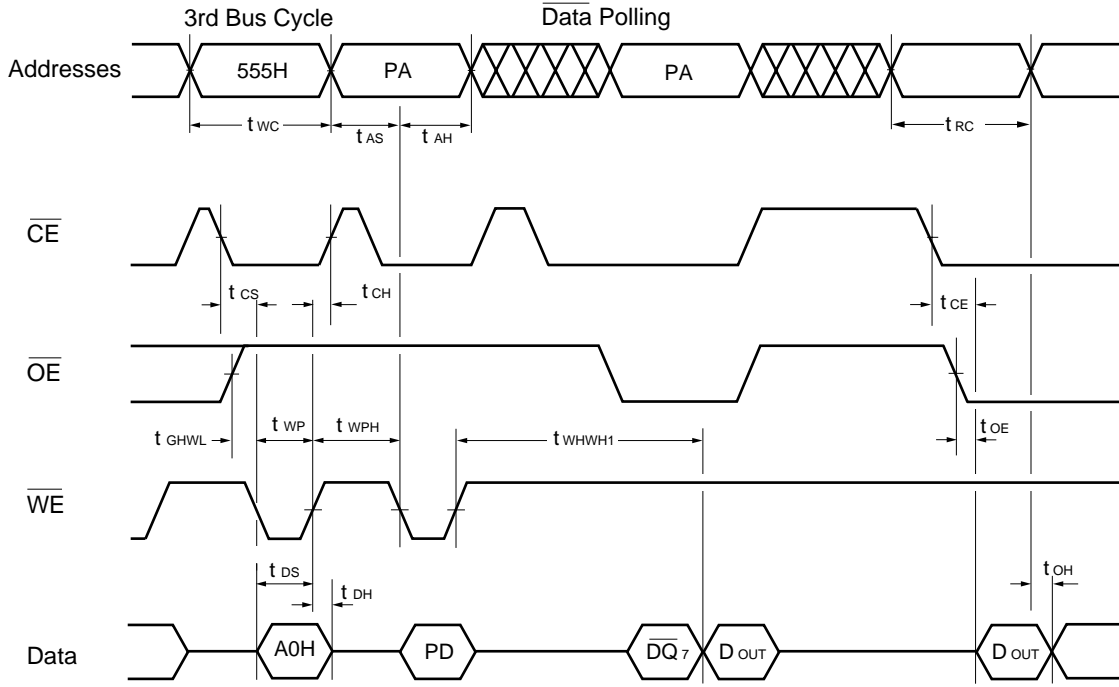 3rd Bus Cycle Data Polling
Addresses 555H PA PA
t WC t AS t AH t RC
CE
t CS t CH t CE
OE
t GHWL t WP t WPH t WHWH1 t OE
WE
t DS t DH t OH
Data A0H PD DQ 7 D OUT D OUT